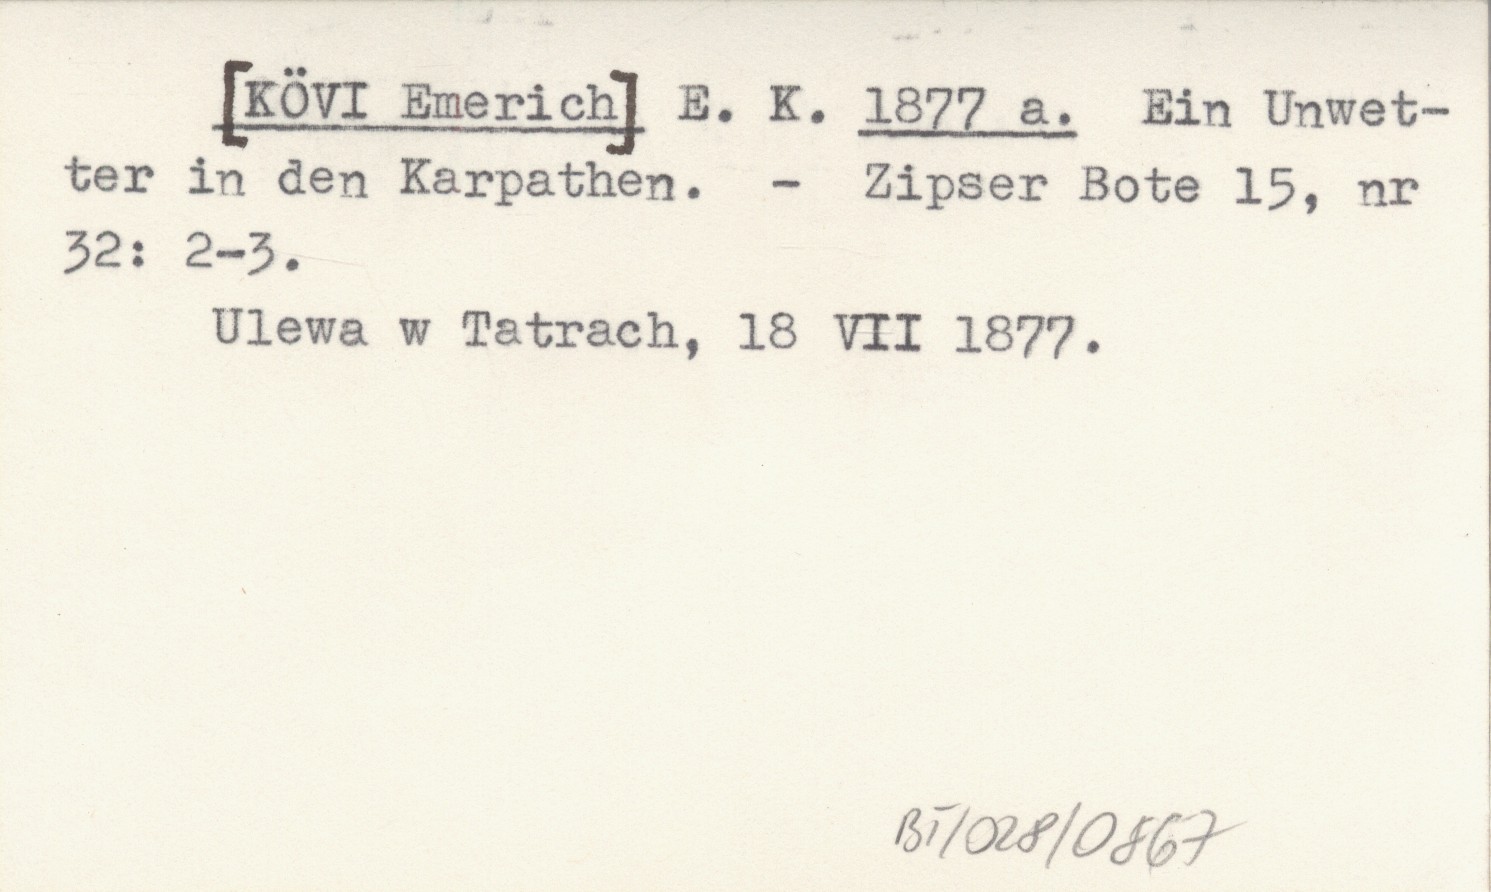 [KÖVI Emerich] E. K. 1877 a. Ein Unwet-
ter in den Karpathen. - Zipser Bote 15, nr
32: 2-3.
Ulewa w Tatrach, 18 VII 1877.
BT/028/0867